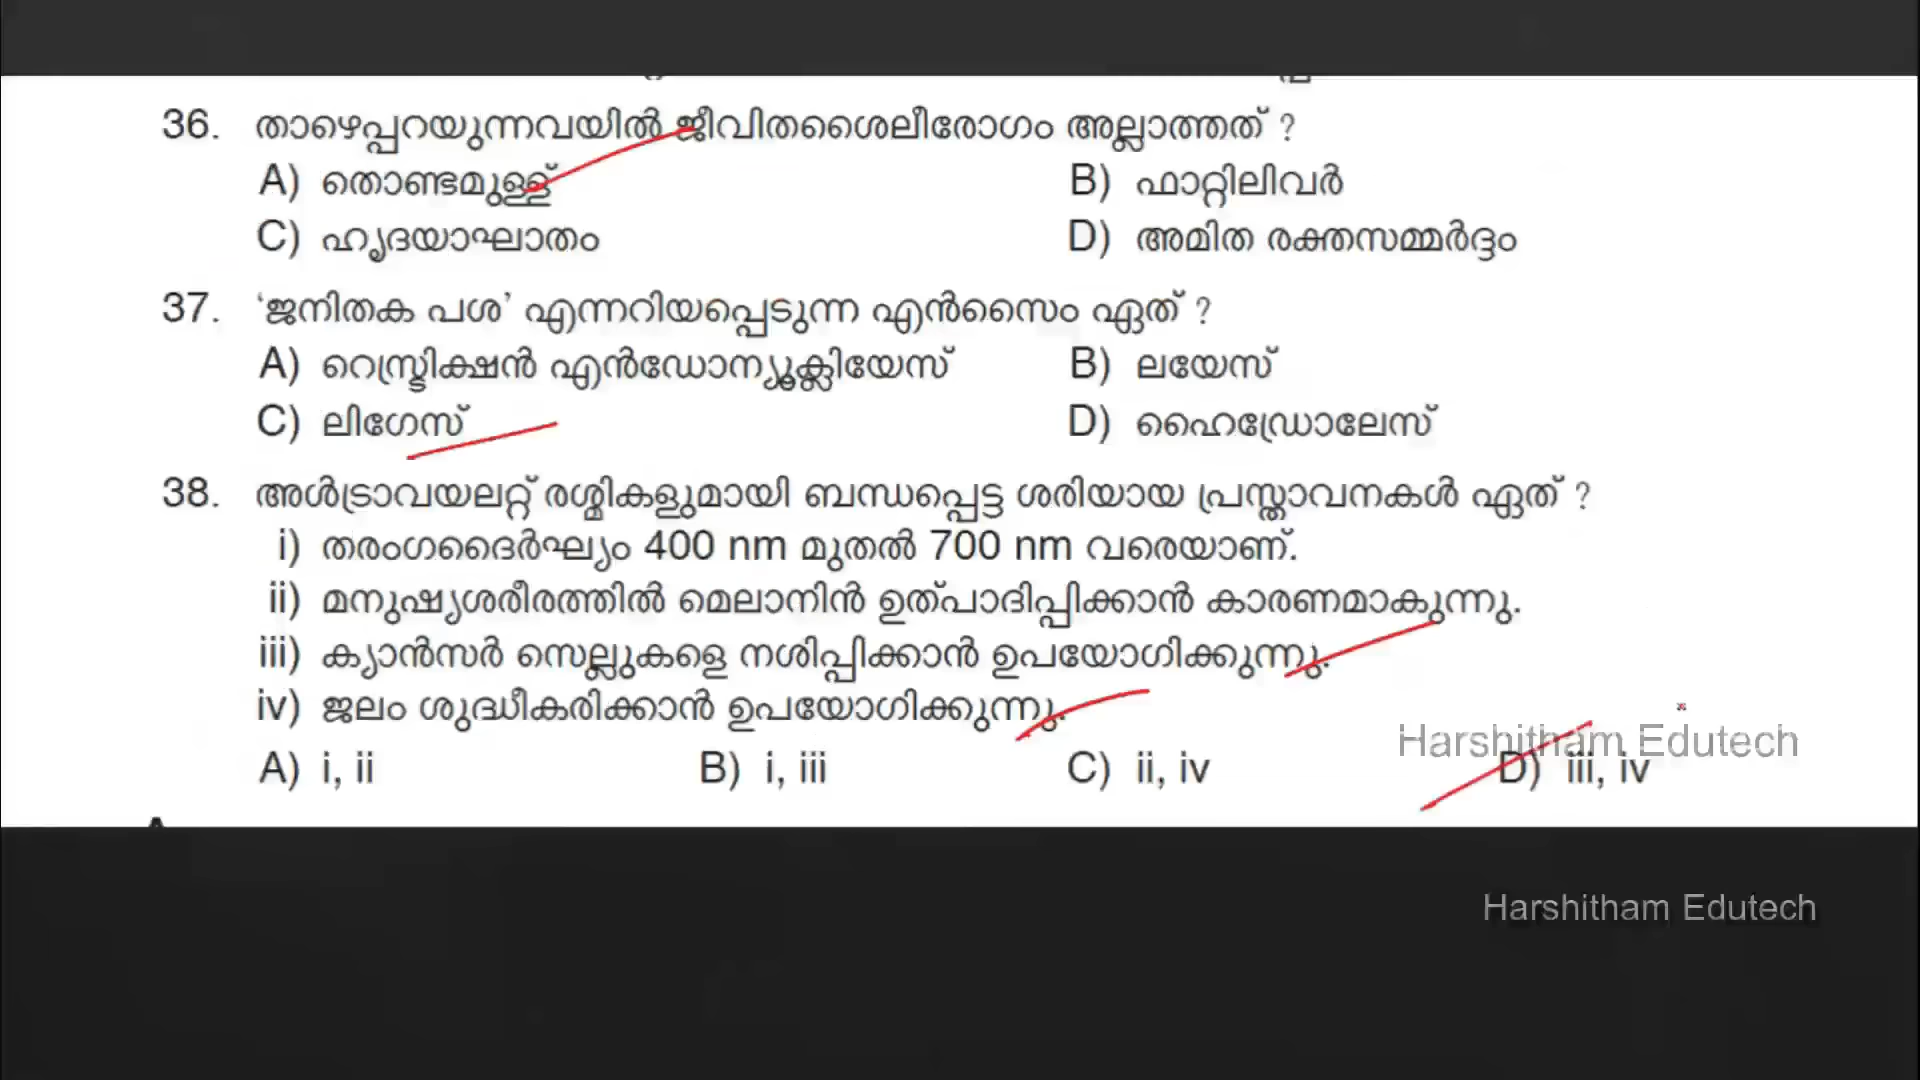 36. താഴെപ്പറയുന്നവയിൽ ജീവിതശൈലീരോഗം അല്ലാത്തത് ?
A) തൊണ്ടമുള്ള് B) ഫാറ്റിലിവർ
C) ഹൃദയാഘാതം D) അമിത രക്തസമ്മർദ്ദം
37. ‘ജനിതക പശ’ എന്നറിയപ്പെടുന്ന എൻസൈം ഏത് ?
A) റെസ്ട്രിക്ഷൻ എൻഡോന്യൂക്ലിയേസ് B) ലയേസ്
C) ലിഗേസ് D) ഹൈഡ്രോലേസ്
38. അൾട്രാവയലറ്റ് രശ്മികളുമായി ബന്ധപ്പെട്ട ശരിയായ പ്രസ്താവനകൾ ഏത് ?
i) തരംഗദൈർഘ്യം 400 nm മുതൽ 700 nm വരെയാണ്.
ii) മനുഷ്യശരീരത്തിൽ മെലാനിൻ ഉത്പാദിപ്പിക്കാൻ കാരണമാകുന്നു.
iii) ക്യാൻസർ സെല്ലുകളെ നശിപ്പിക്കാൻ ഉപയോഗിക്കുന്നു.
iv) ജലം ശുദ്ധീകരിക്കാൻ ഉപയോഗിക്കുന്നു.
Harshitham Edutech
A) i, ii B) i, iii C) ii, iv D) iii, iv
Harshitham Edutech